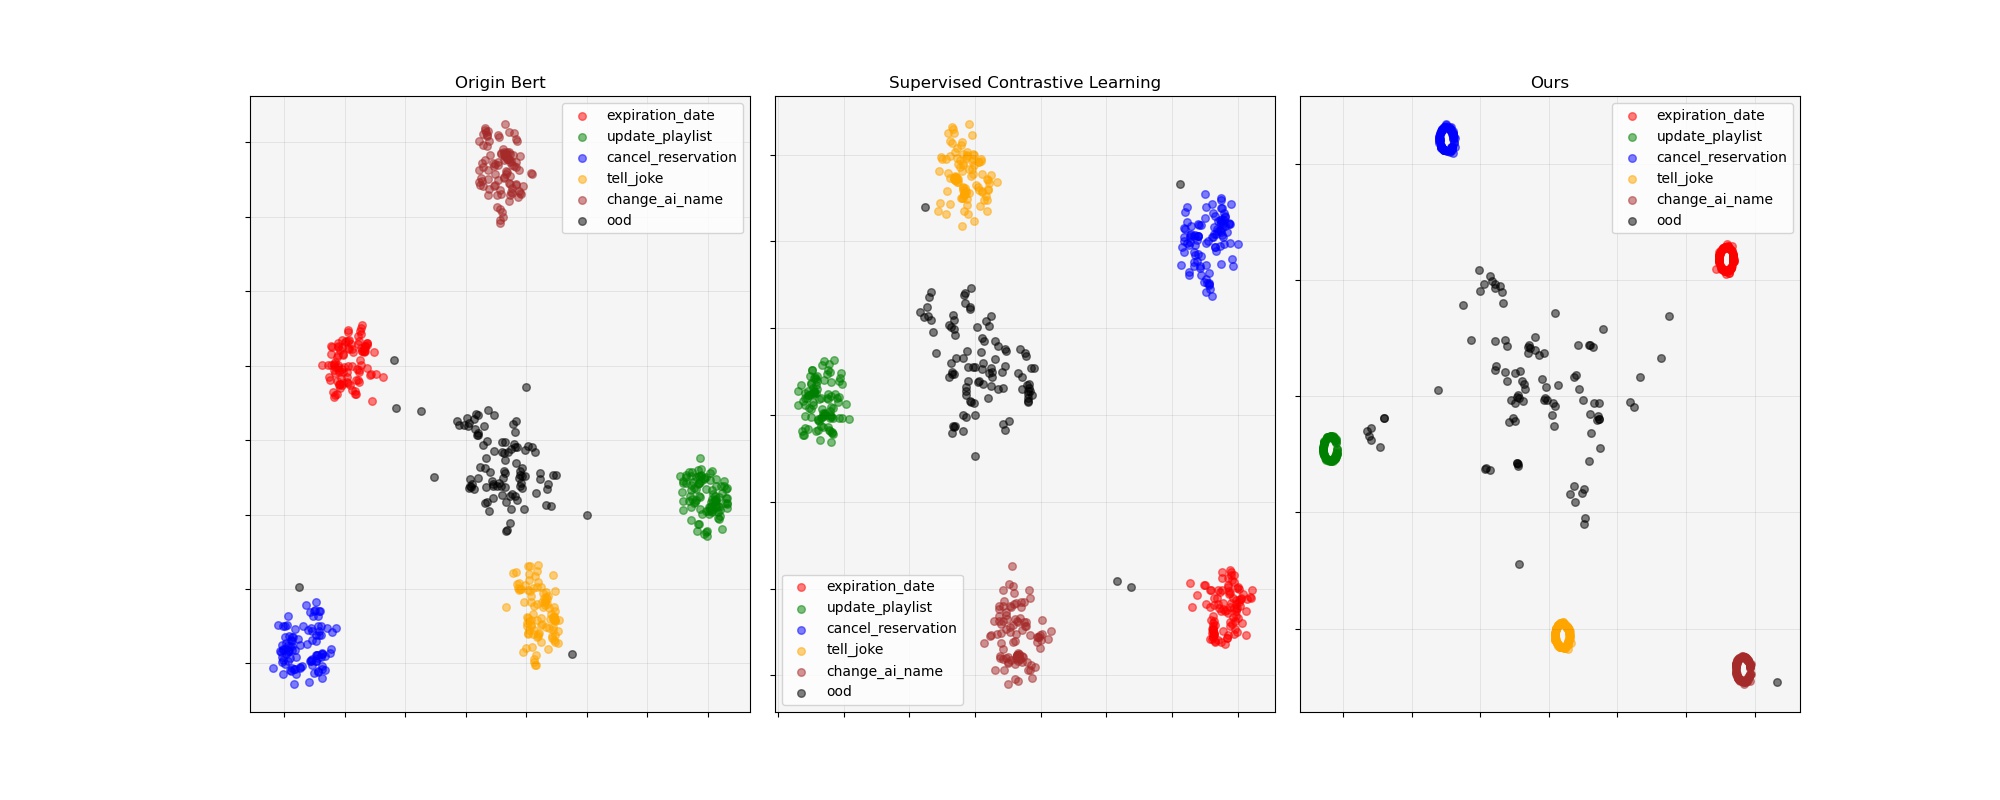 Origin Bert
expiration_date
update_playlist
cancel_reservation
tell_joke
change_ai_name
ood
Supervised Contrastive Learning
expiration_date
update_playlist
cancel_reservation
tell_joke
change_ai_name
ood
Ours
expiration_date
update_playlist
cancel_reservation
tell_joke
change_ai_name
ood